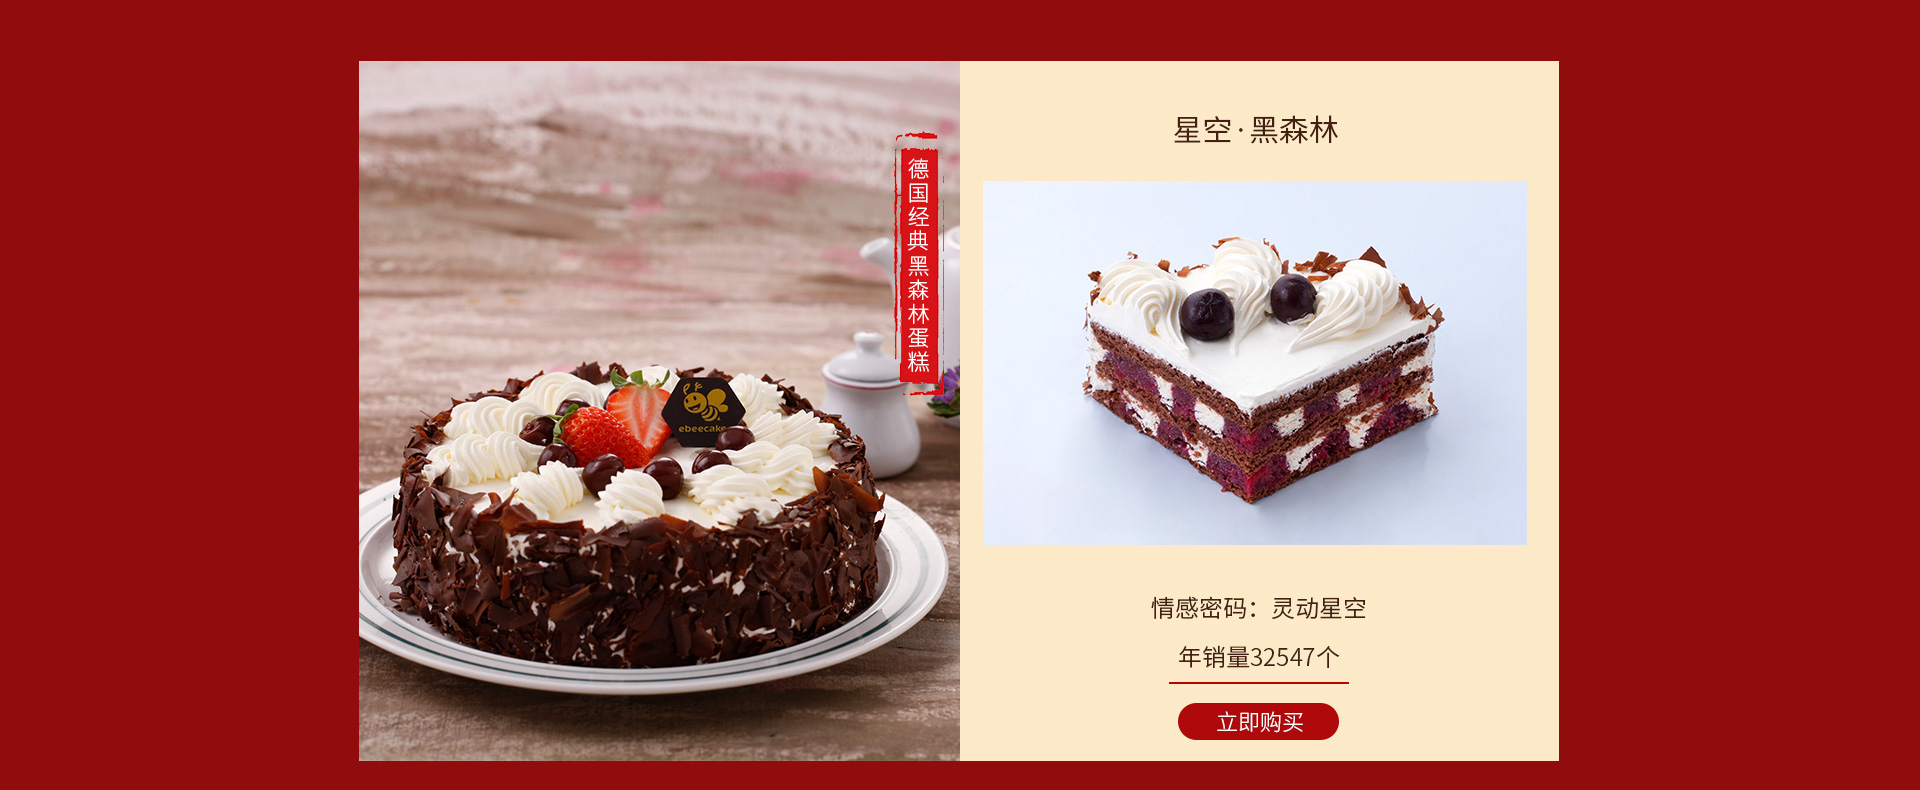 德国经典黑森林蛋糕
ebeecake
星空·黑森林
情感密码：灵动星空
年销量32547个
立即购买